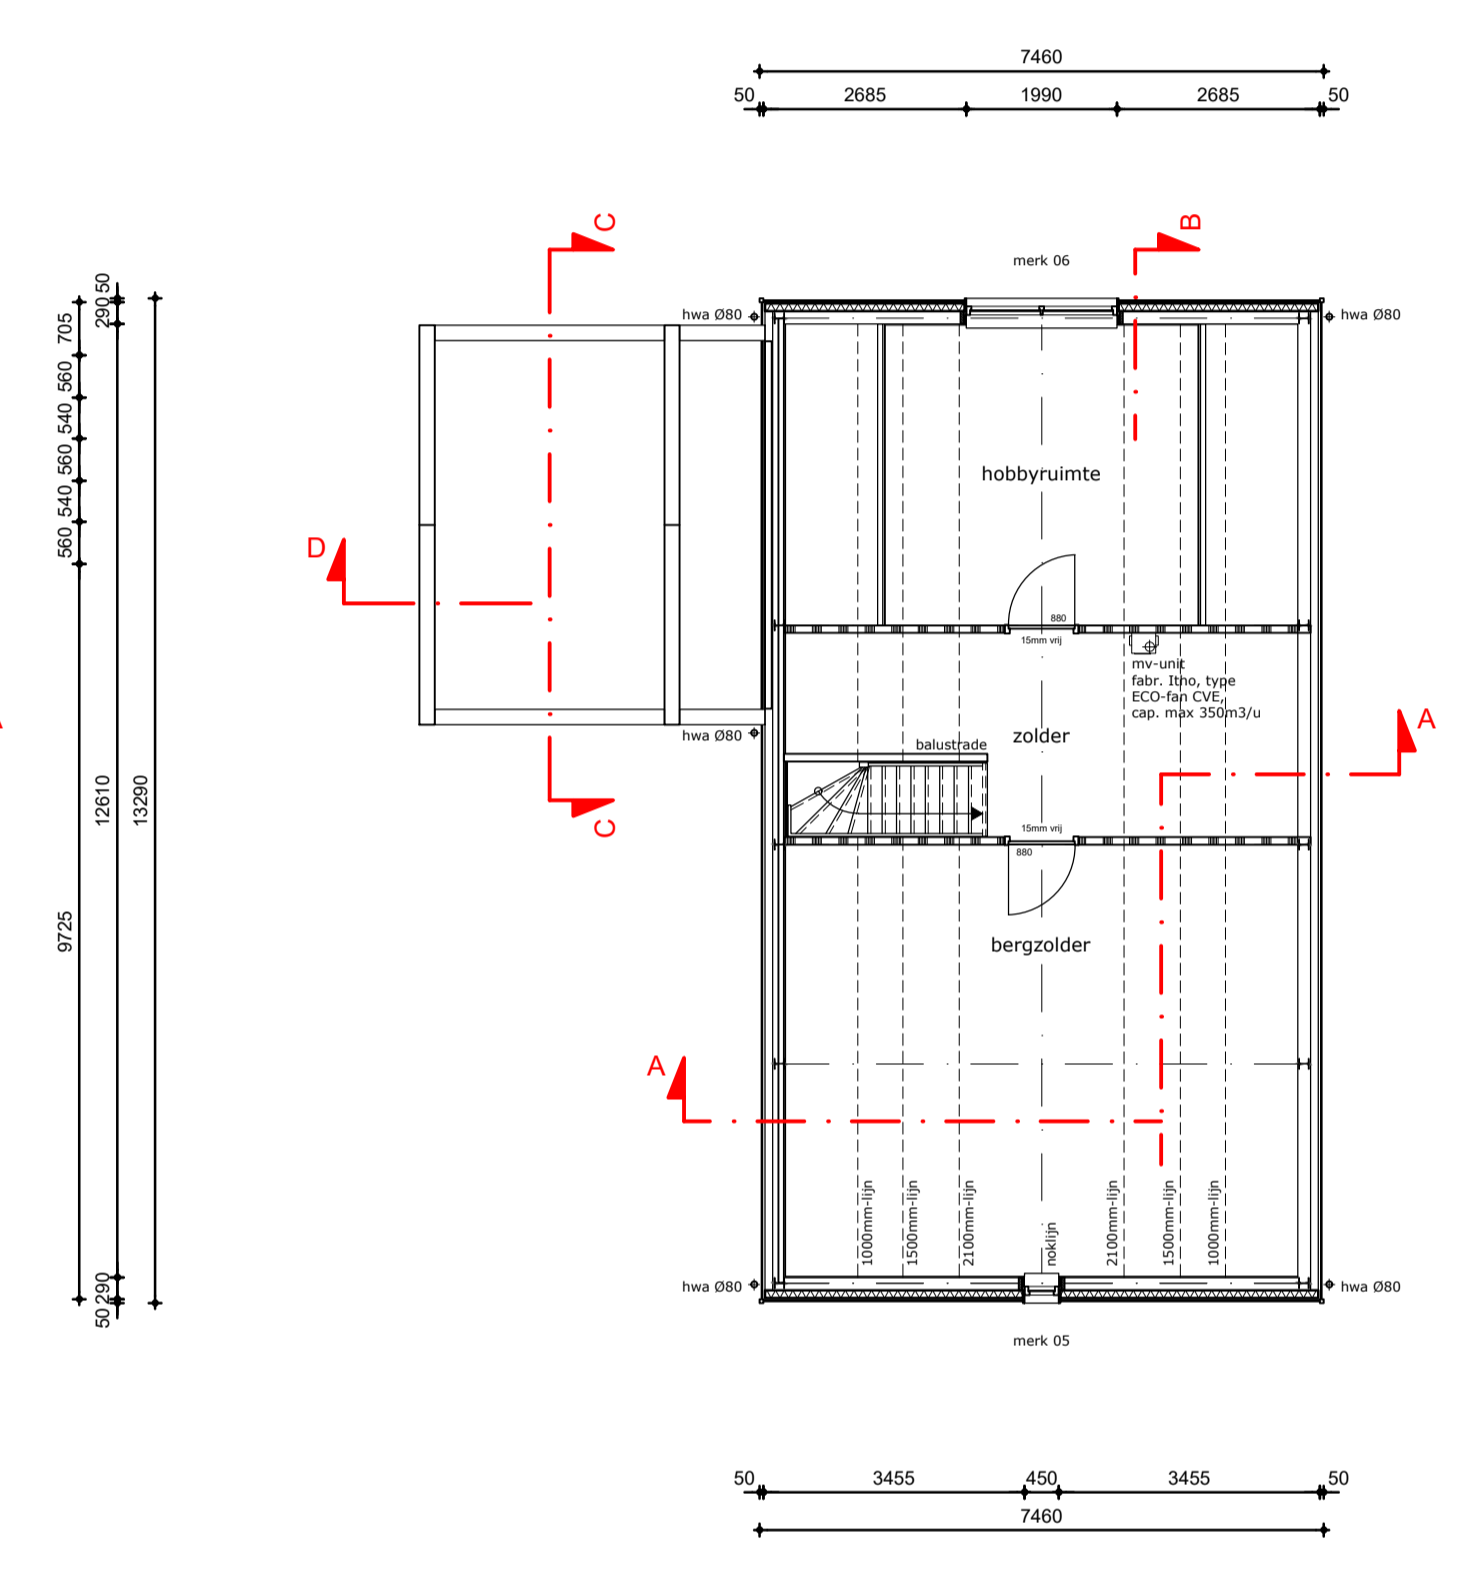 7460
50 2685 1990 2685 50
C
B
merk 06
hwa Ø80
hwa Ø80
50
290
705
560
540
560
540
560
hobbyruimte
D
880
15mm vrij
mv-unit
fabr. Itho, type
ECO-fan CVE,
cap. max 350m3/u
A
hwa Ø80
zolder
balustrade
12610
13290
C
15mm vrij
880
9725
bergzolder
A
1000mm-lijn
1500mm-lijn
2100mm-lijn
noklijn
2100mm-lijn
1500mm-lijn
1000mm-lijn
290
50
hwa Ø80
hwa Ø80
merk 05
50 3455 450 3455 50
7460